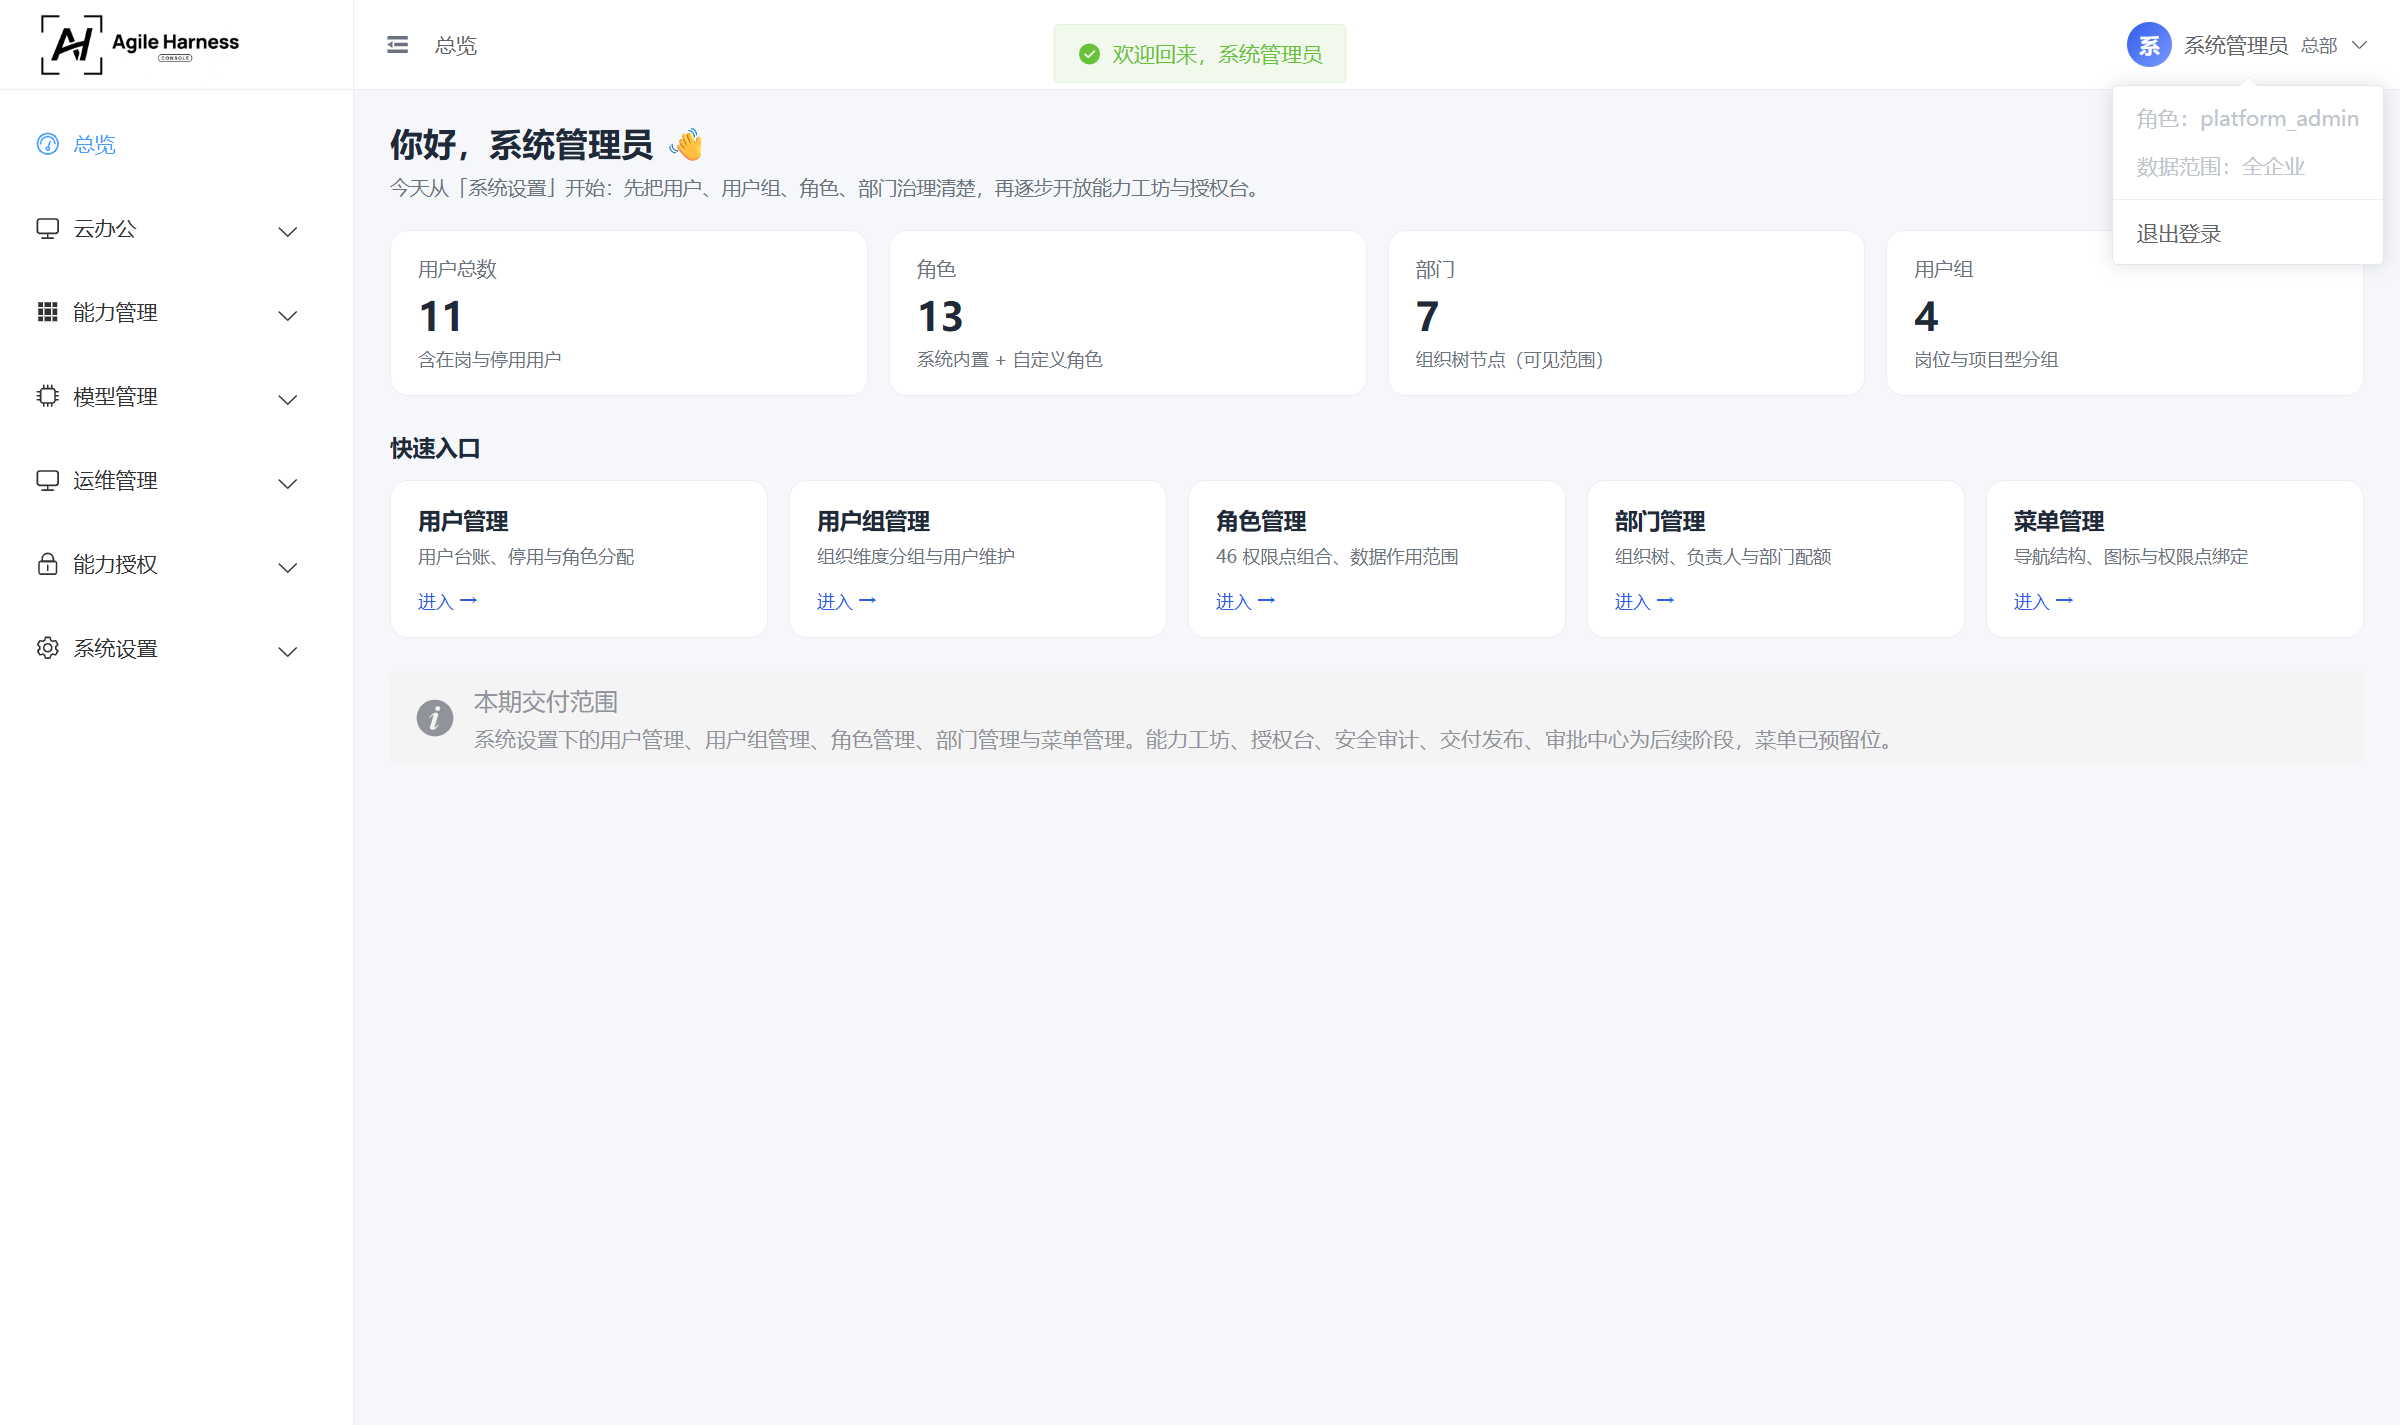 Agile Harness
CONSOLE
总览
欢迎回来，系统管理员
系
系统管理员 总部
角色：platform_admin
数据范围：全企业
退出登录
总览
云办公
能力管理
模型管理
运维管理
能力授权
系统设置
你好，系统管理员 👋
今天从「系统设置」开始：先把用户、用户组、角色、部门治理清楚，再逐步开放能力工坊与授权台。
用户总数
11
含在岗与停用用户
角色
13
系统内置 + 自定义角色
部门
7
组织树节点（可见范围）
用户组
4
岗位与项目型分组
快速入口
用户管理
用户台账、停用与角色分配
进入 →
用户组管理
组织维度分组与用户维护
进入 →
角色管理
46 权限点组合、数据作用范围
进入 →
部门管理
组织树、负责人与部门配额
进入 →
菜单管理
导航结构、图标与权限点绑定
进入 →
本期交付范围
系统设置下的用户管理、用户组管理、角色管理、部门管理与菜单管理。能力工坊、授权台、安全审计、交付发布、审批中心为后续阶段，菜单已预留位。